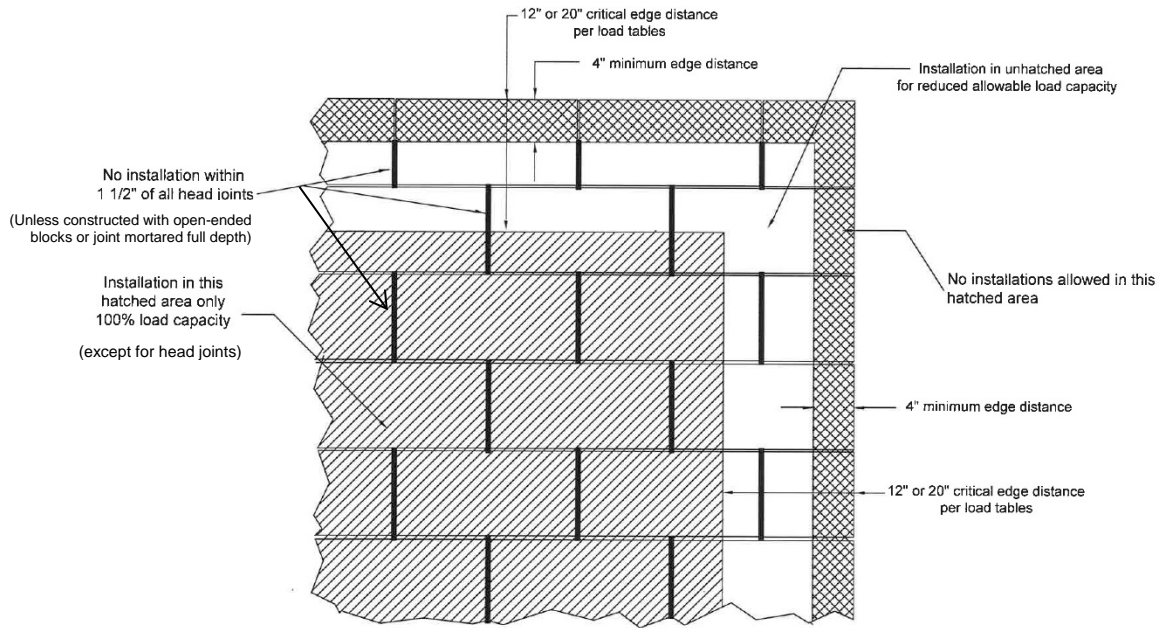 12" or 20" critical edge distance
per load tables
4" minimum edge distance
Installation in unhatched area
for reduced allowable load capacity
No installation within
1 1/2" of all head joints
(Unless constructed with open-ended
blocks or joint mortared full depth)
Installation in this
hatched area only
100% load capacity
(except for head joints)
No installations allowed in this
hatched area
4" minimum edge distance
12" or 20" critical edge distance
per load tables